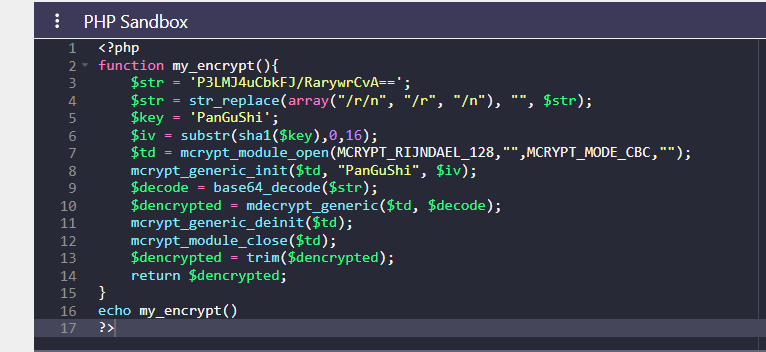 PHP Sandbox
1 <?php
2 function my_encrypt(){
3 $str = 'P3LMJ4uCbkFJ/RarywrCvA==';
4 $str = str_replace(array("/r/n", "/r", "/n"), "", $str);
5 $key = 'PanGuShi';
6 $iv = substr(sha1($key),0,16);
7 $td = mcrypt_module_open(MCRYPT_RIJNDAEL_128,"",MCRYPT_MODE_CBC,"");
8 mcrypt_generic_init($td, "PanGuShi", $iv);
9 $decode = base64_decode($str);
10 $dencrypted = mdecrypt_generic($td, $decode);
11 mcrypt_generic_deinit($td);
12 mcrypt_module_close($td);
13 $dencrypted = trim($dencrypted);
14 return $dencrypted;
15 }
16 echo my_encrypt()
17 ?>